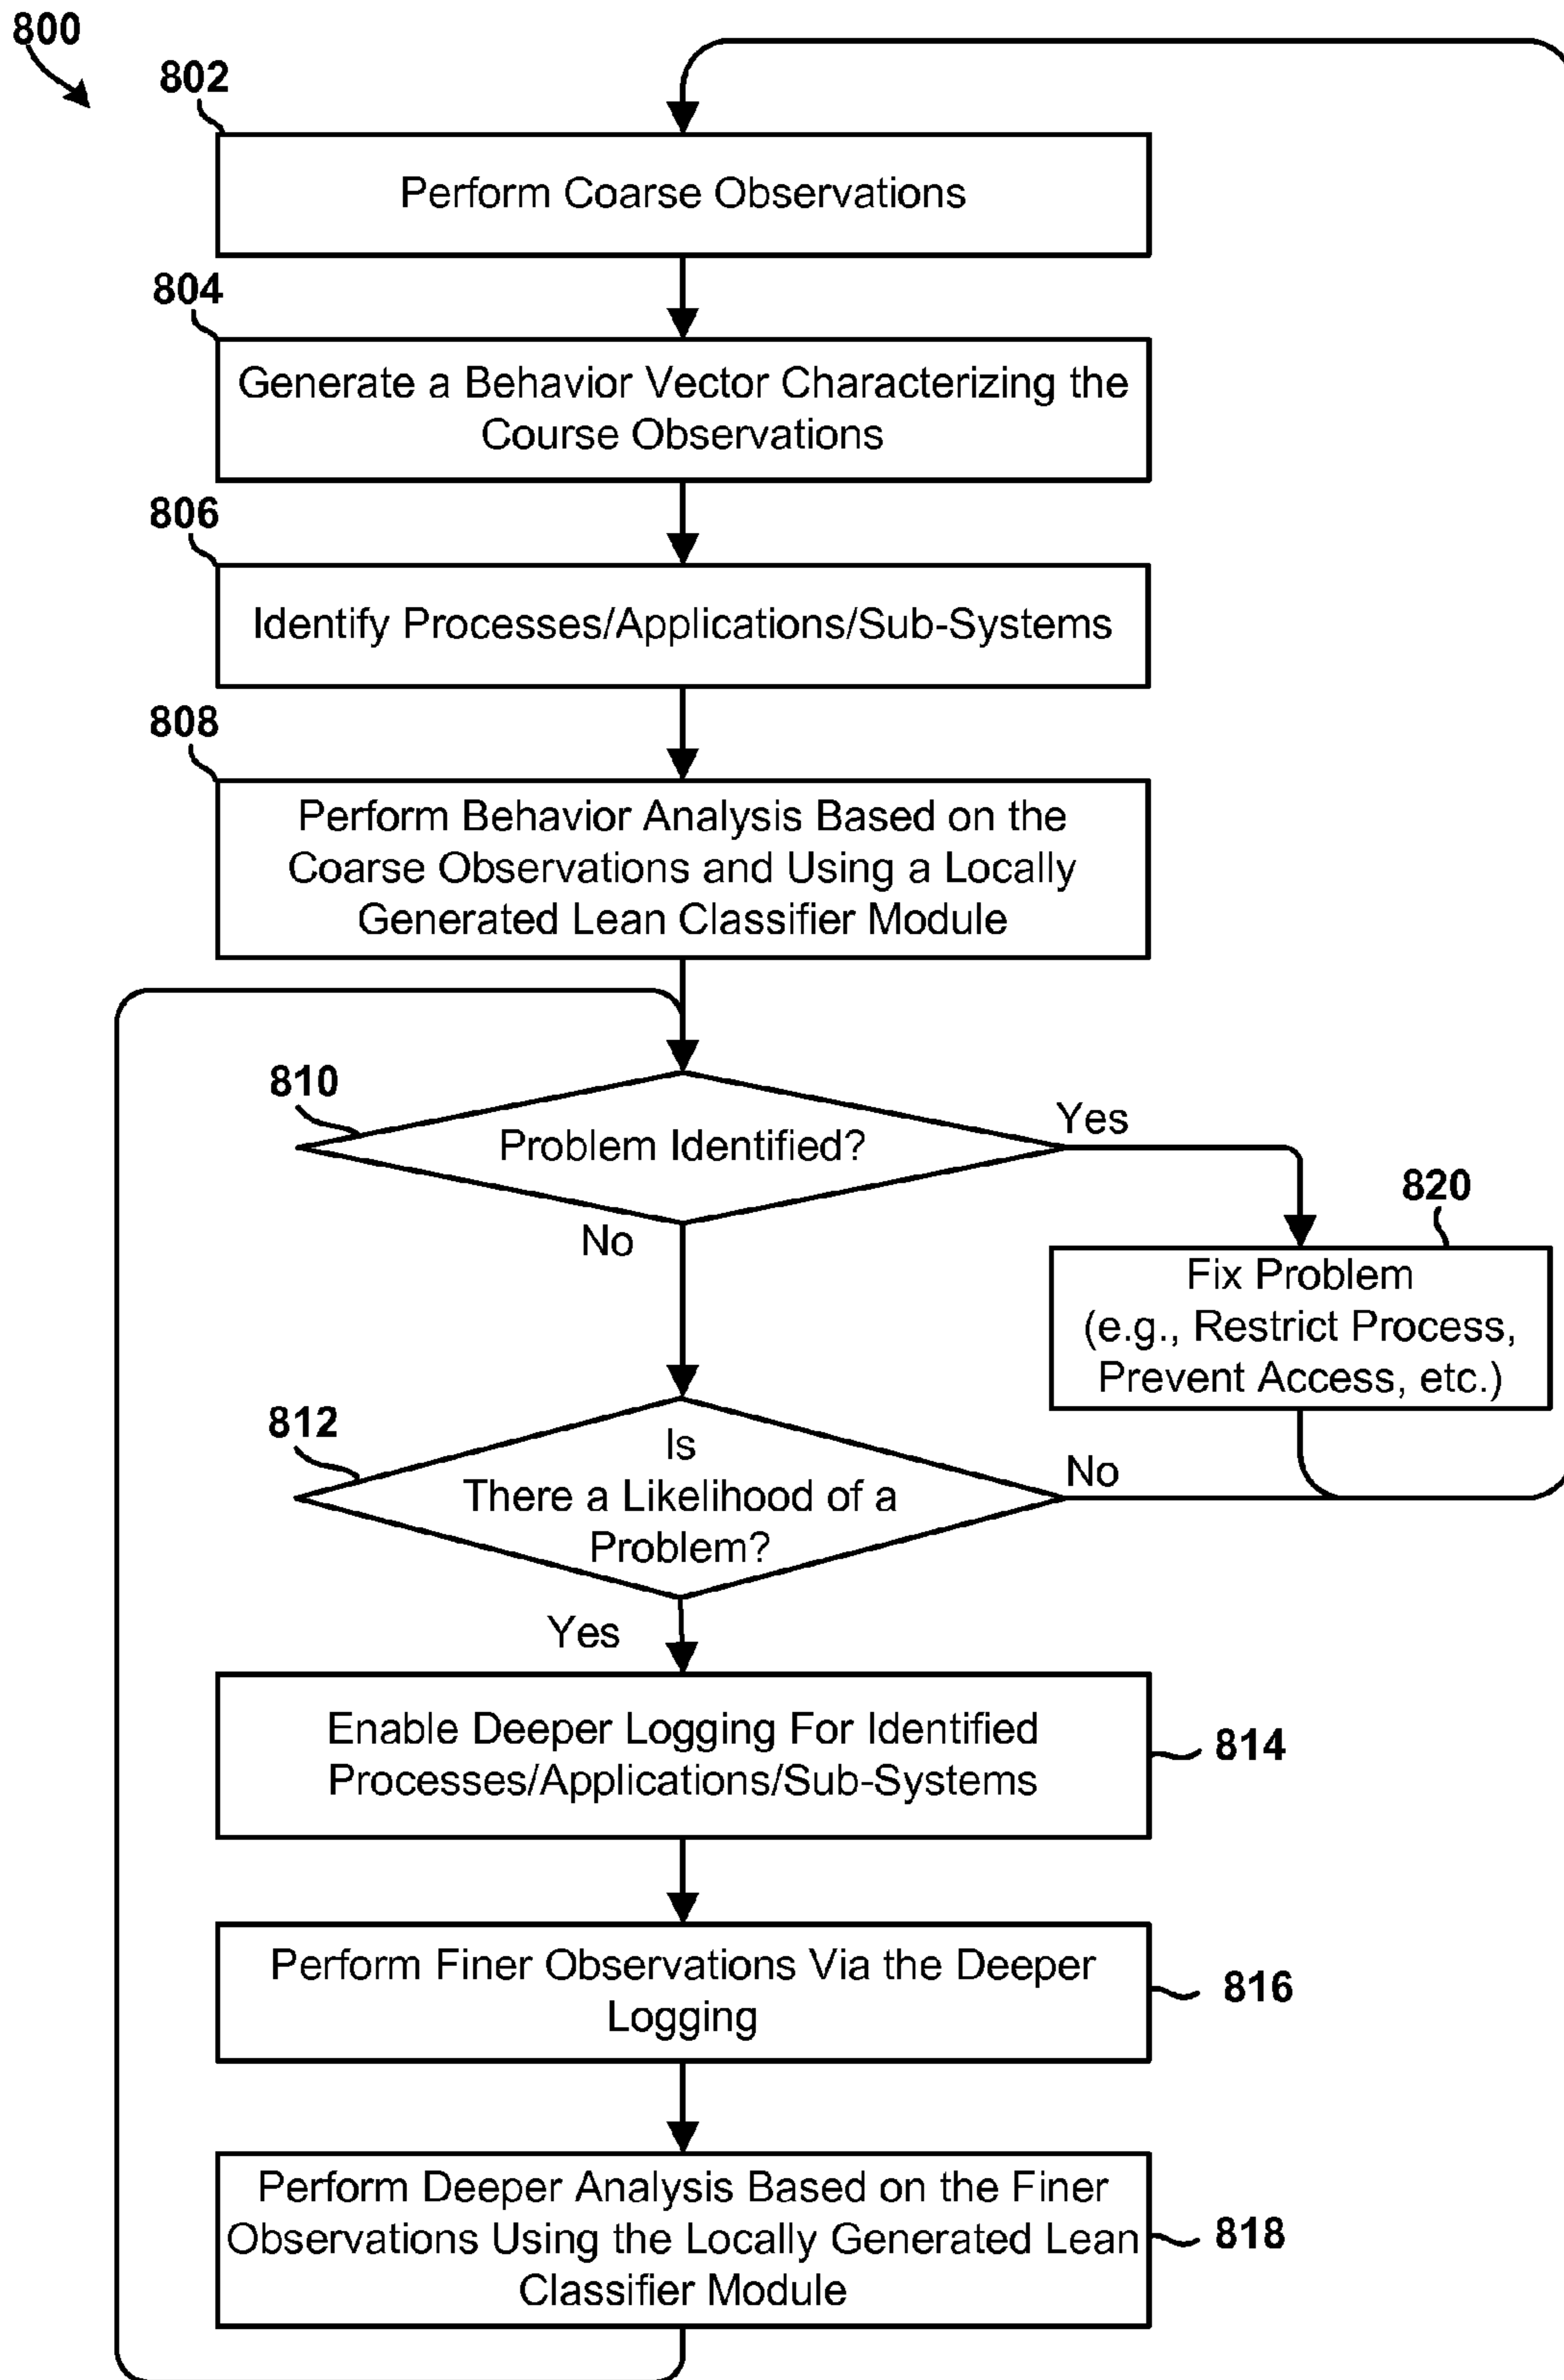 800
802
Perform Coarse Observations
804
Generate a Behavior Vector Characterizing the
Course Observations
806
Identify Processes/Applications/Sub-Systems
808
Perform Behavior Analysis Based on the
Coarse Observations and Using a Locally
Generated Lean Classifier Module
810
Problem Identified?
Yes
No
820
Fix Problem
(e.g., Restrict Process,
Prevent Access, etc.)
812
Is
There a Likelihood of a
Problem?
No
Yes
Enable Deeper Logging For Identified
Processes/Applications/Sub-Systems
814
Perform Finer Observations Via the Deeper
Logging
816
Perform Deeper Analysis Based on the Finer
Observations Using the Locally Generated Lean
Classifier Module
818